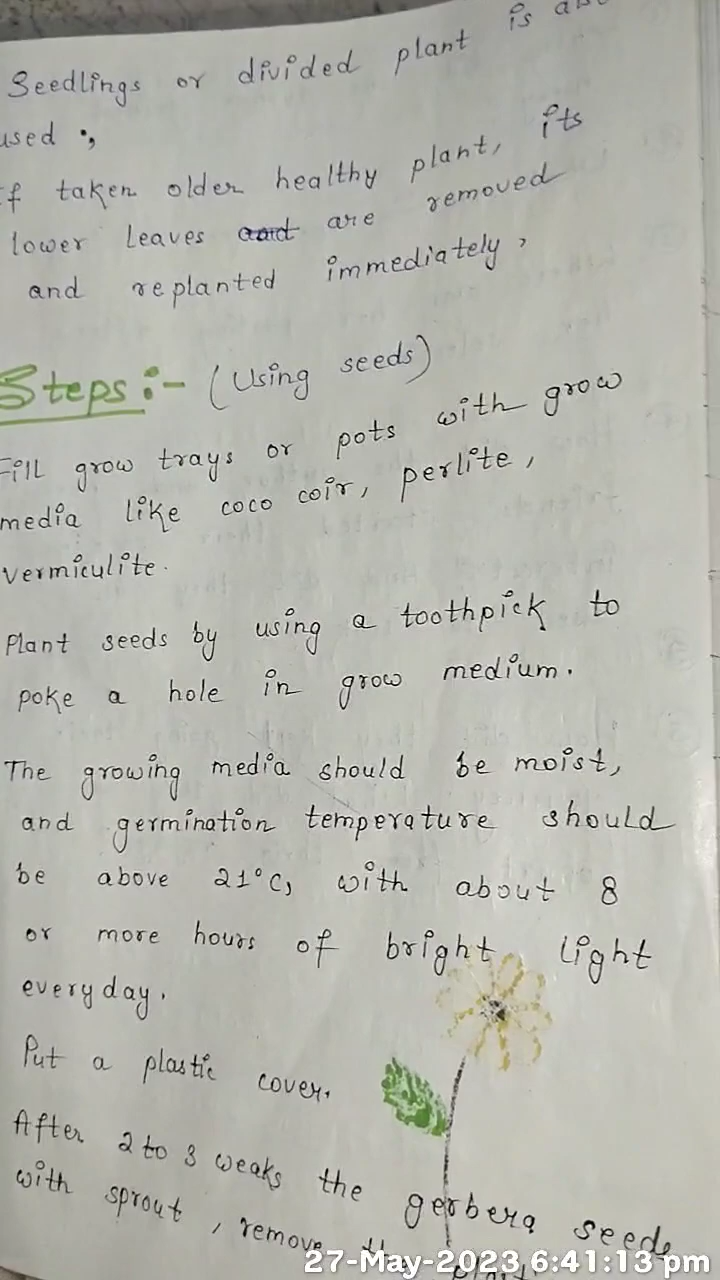 Seedlings or divided plant is
used .,
If taken older healthy plant, its
lower leaves are removed
and replanted immediately,
Steps:- (Using seeds)
Fill grow trays or pots with grow
media like coco coir, perlite,
vermiculite.
Plant seeds by using a toothpick to
poke a hole in grow medium.
The growing media should be moist,
and germination temperature should
be above 21°C, with about 8
or more hours of bright light
everyday.
Put a plastic cover.
After 2 to 3 weaks the gerbera seeds
with sprout, remove the
27-May-2023 6:41:13 pm